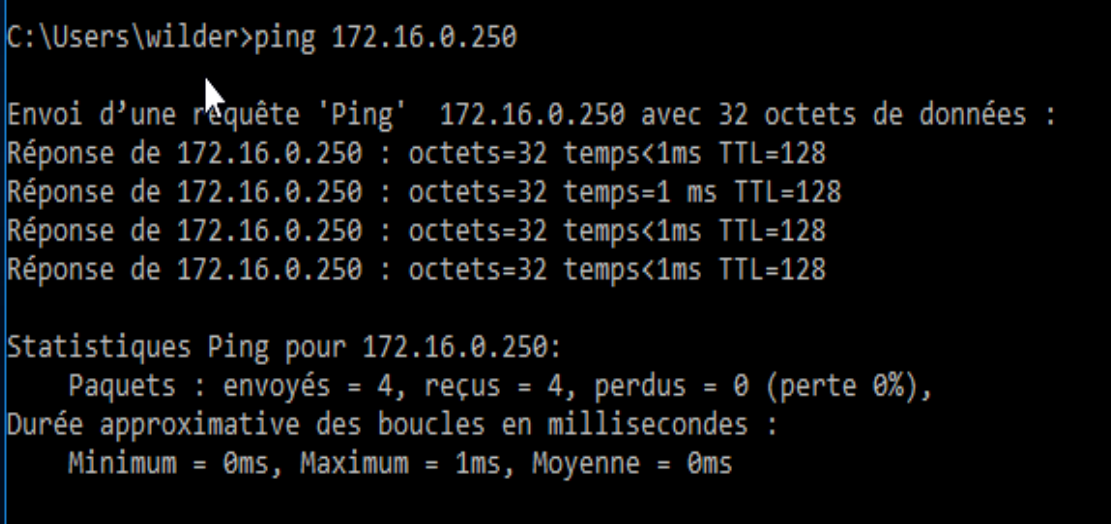 C:\Users\wilder>ping 172.16.0.250
Envoi d’une requête 'Ping'  172.16.0.250 avec 32 octets de données :
Réponse de 172.16.0.250 : octets=32 temps<1ms TTL=128
Réponse de 172.16.0.250 : octets=32 temps=1 ms TTL=128
Réponse de 172.16.0.250 : octets=32 temps<1ms TTL=128
Réponse de 172.16.0.250 : octets=32 temps<1ms TTL=128
Statistiques Ping pour 172.16.0.250:
    Paquets : envoyés = 4, reçus = 4, perdus = 0 (perte 0%),
Durée approximative des boucles en millisecondes :
    Minimum = 0ms, Maximum = 1ms, Moyenne = 0ms